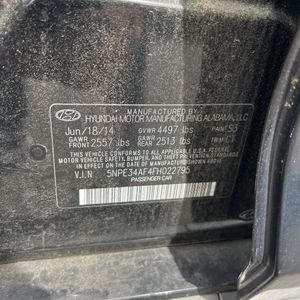 HYUNDAI MOTOR MANUFACTURING ALABAMA, LLC
Jun/18/14 GVWR 4497 lbs PAINT S3
GAWR FRONT 2557 lbs GAWR REAR 2513 lbs TRIM
THIS VEHICLE CONFORMS TO ALL APPLICABLE FEDERAL
MOTOR VEHICLE SAFETY, BUMPER, AND THEFT
PREVENTION STANDARDS IN EFFECT ON THE DATE OF
MANUFACTURE SHOWN ABOVE.
V.I.N 5NPE34AF4FH022795
PASSENGER CAR